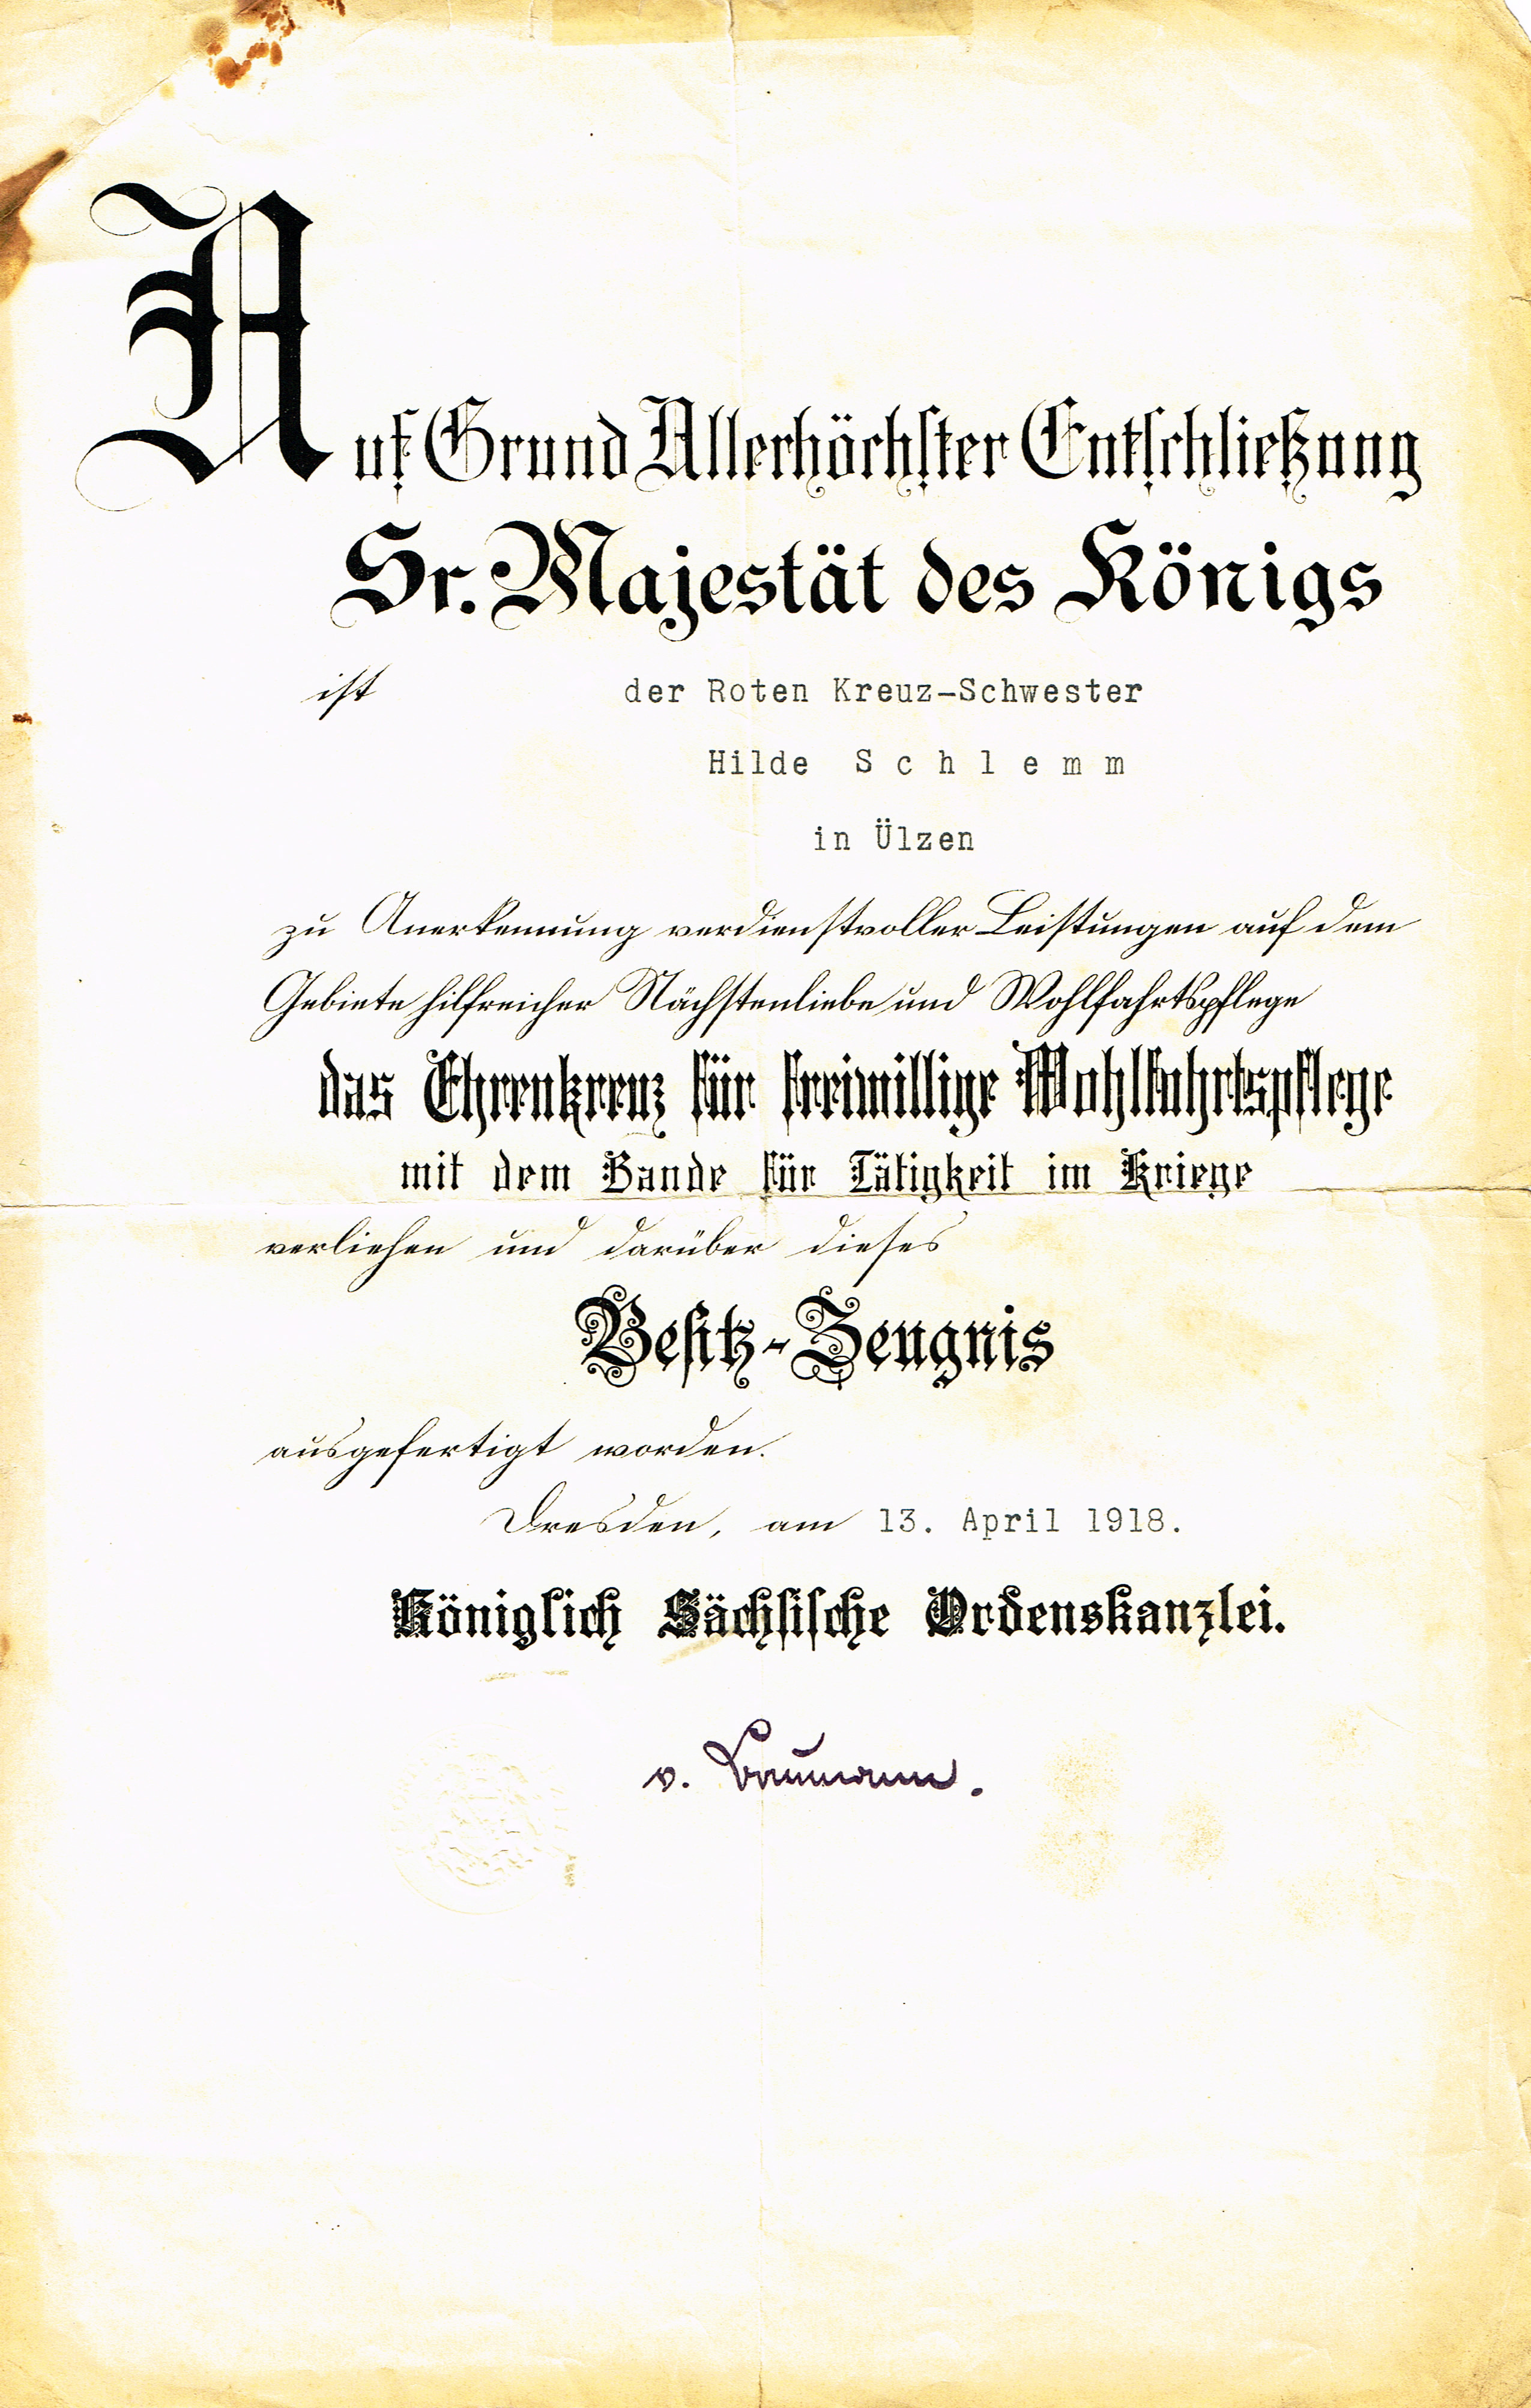 Auf Grund Allerhöchster Entschließung
Sr. Majestät des Königs
ist der Roten Kreuz-Schwester
Hilde Schlemm
in Ülzen
zu Anerkennung verdienstvoller Leistungen auf dem
Gebiete hilfreicher Nächstenliebe und Wohlfahrtspflege
das Ehrenkreuz für freiwillige Wohlfahrtspflege
mit dem Bande für Tätigkeit im Kriege
verliehen und darüber dieses
Besitz-Zeugnis
ausgefertigt worden.
Dresden, am 13. April 1918.
Königlich Sächsische Ordenskanzlei.
v. Baumann.